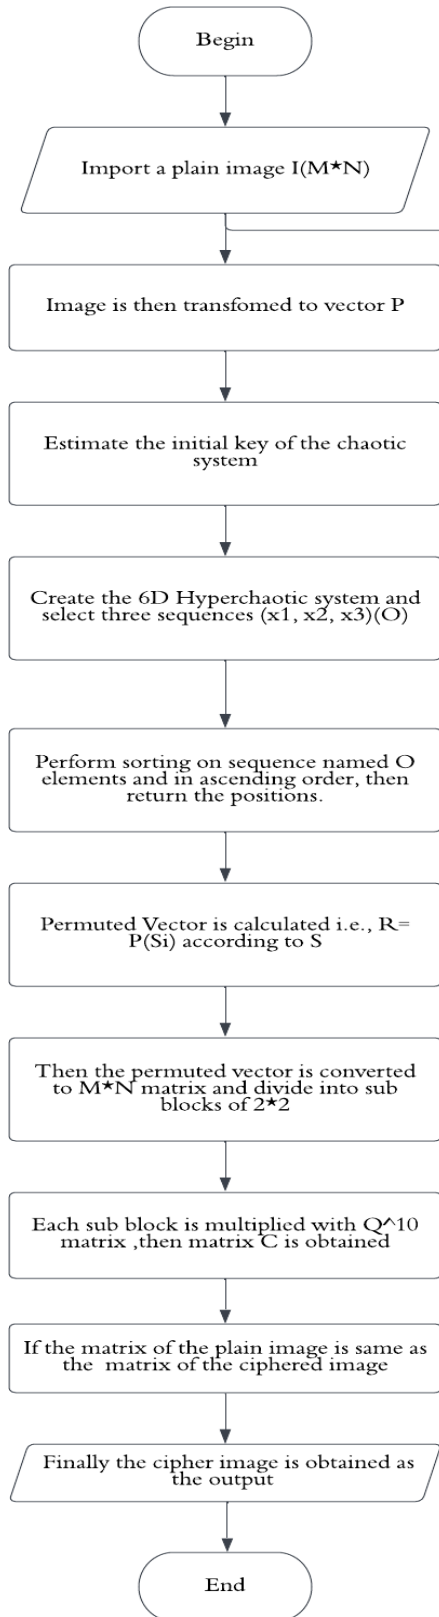 Begin
Import a plain image I(M★N)
Image is then transfomed to vector P
Estimate the initial key of the chaotic
system
Create the 6D Hyperchaotic system and
select three sequences (x1, x2, x3)(O)
Perform sorting on sequence named O
elements and in ascending order, then
return the positions.
Permuted Vector is calculated i.e., R=
P(Si) according to S
Then the permuted vector is converted
to M★N matrix and divide into sub
blocks of 2★2
Each sub block is multiplied with Q^10
matrix ,then matrix C is obtained
If the matrix of the plain image is same as
the matrix of the ciphered image
Finally the cipher image is obtained as
the output
End